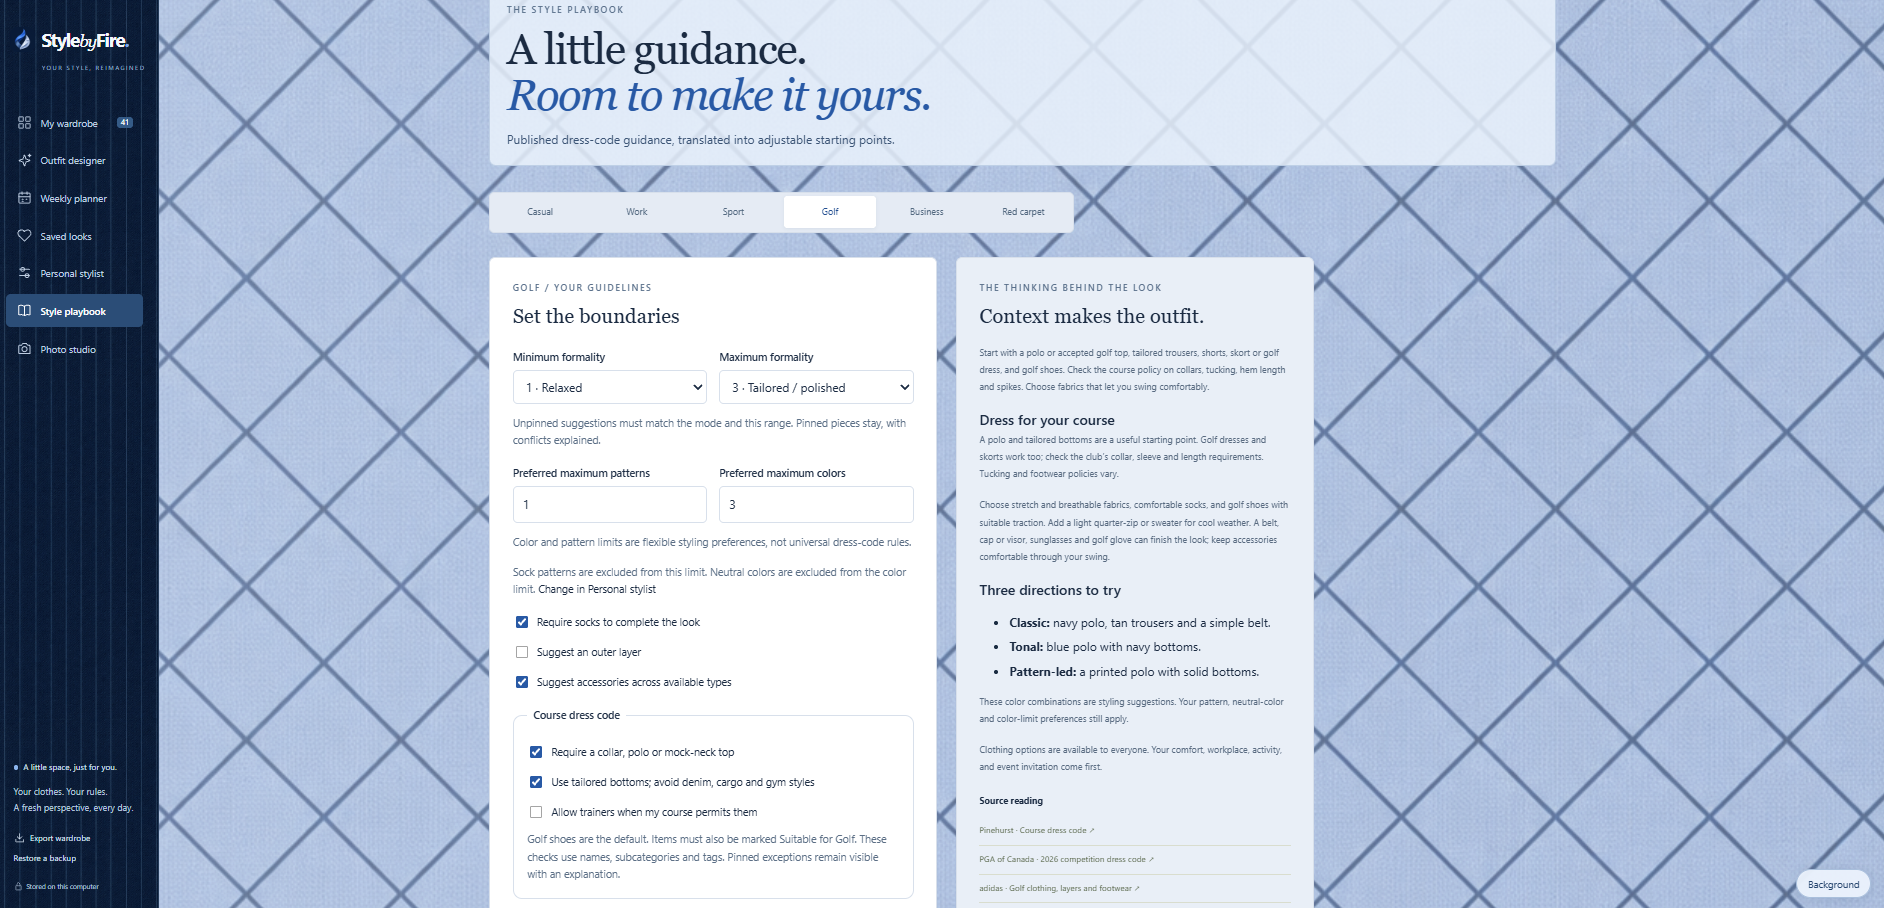 StylebyFire.
YOUR STYLE, REIMAGINED
My wardrobe 41
Outfit designer
Weekly planner
Saved looks
Personal stylist
Style playbook
Photo studio
A little space, just for you.
Your clothes. Your rules.
A fresh perspective, every day.
Export wardrobe
Restore a backup
Stored on this computer
THE STYLE PLAYBOOK
A little guidance.
Room to make it yours.
Published dress-code guidance, translated into adjustable starting points.
Casual Work Sport Golf Business Red carpet
GOLF / YOUR GUIDELINES
Set the boundaries
Minimum formality Maximum formality
1 · Relaxed 3 · Tailored / polished
Unpinned suggestions must match the mode and this range. Pinned pieces stay, with
conflicts explained.
Preferred maximum patterns Preferred maximum colors
1 3
Color and pattern limits are flexible styling preferences, not universal dress-code rules.
Sock patterns are excluded from this limit. Neutral colors are excluded from the color
limit. Change in Personal stylist
Require socks to complete the look
Suggest an outer layer
Suggest accessories across available types
Course dress code
Require a collar, polo or mock-neck top
Use tailored bottoms; avoid denim, cargo and gym styles
Allow trainers when my course permits them
Golf shoes are the default. Items must also be marked Suitable for Golf. These
checks use names, subcategories and tags. Pinned exceptions remain visible
with an explanation.
THE THINKING BEHIND THE LOOK
Context makes the outfit.
Start with a polo or accepted golf top, tailored trousers, shorts, skort or golf
dress, and golf shoes. Check the course policy on collars, tucking, hem length
and spikes. Choose fabrics that let you swing comfortably.
Dress for your course
A polo and tailored bottoms are a useful starting point. Golf dresses and
skorts work too; check the club's collar, sleeve and length requirements.
Tucking and footwear policies vary.
Choose stretch and breathable fabrics, comfortable socks, and golf shoes with
suitable traction. Add a light quarter-zip or sweater for cool weather. A belt,
cap or visor, sunglasses and golf glove can finish the look; keep accessories
comfortable through your swing.
Three directions to try
• Classic: navy polo, tan trousers and a simple belt.
• Tonal: blue polo with navy bottoms.
• Pattern-led: a printed polo with solid bottoms.
These color combinations are styling suggestions. Your pattern, neutral-color
and color-limit preferences still apply.
Clothing options are available to everyone. Your comfort, workplace, activity,
and event invitation come first.
Source reading
Pinehurst · Course dress code ↗
PGA of Canada · 2026 competition dress code ↗
adidas · Golf clothing, layers and footwear ↗
Background